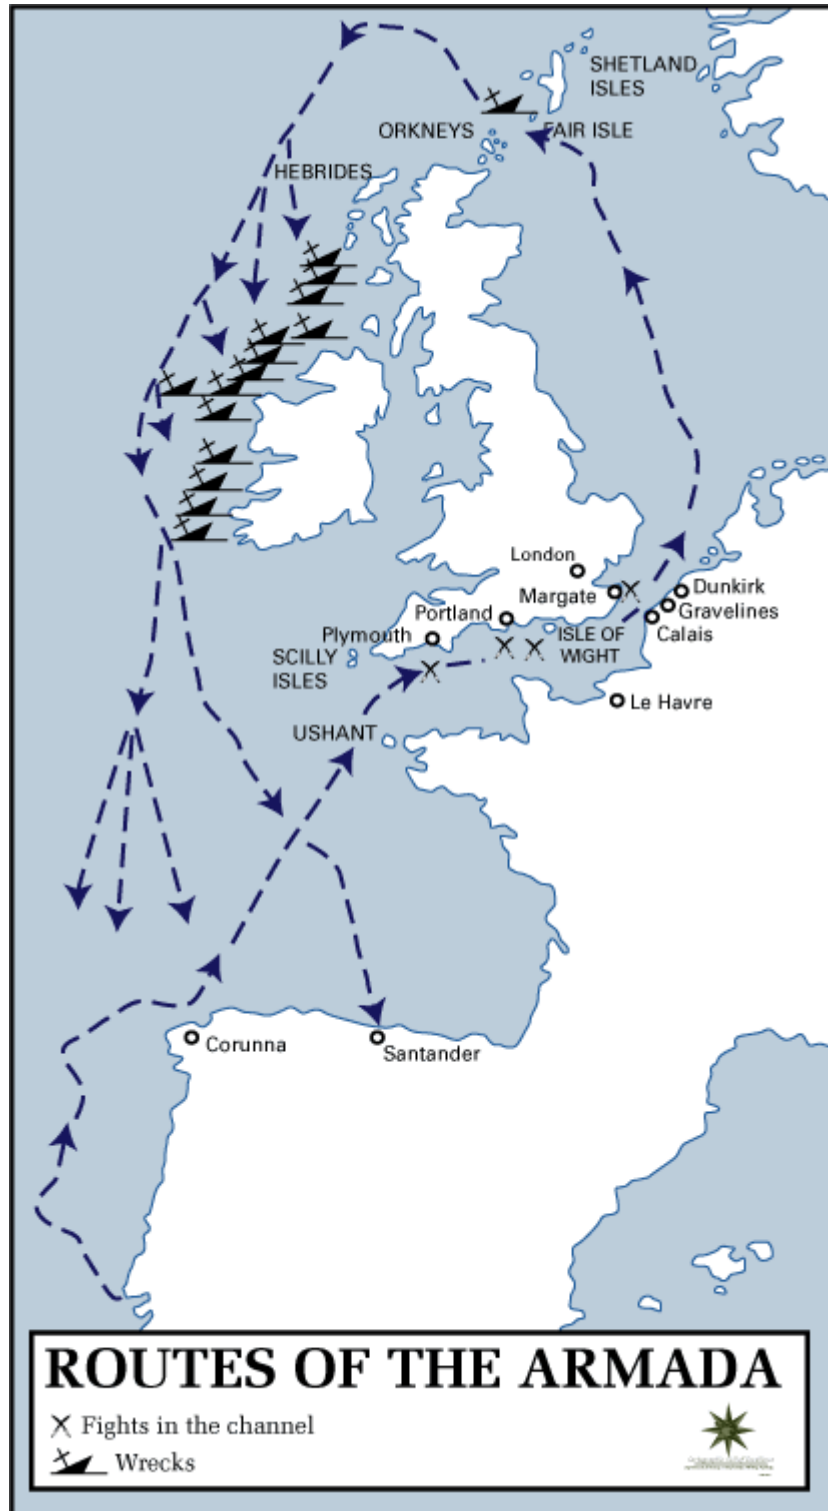 SHETLAND
ISLES
ORKNEYS
FAIR ISLE
HEBRIDES
London
Margate
Dunkirk
Gravelines
Calais
Portland
Plymouth
ISLE OF
WIGHT
SCILLY
ISLES
Le Havre
USHANT
Corunna
Santander
ROUTES OF THE ARMADA
Fights in the channel
Wrecks